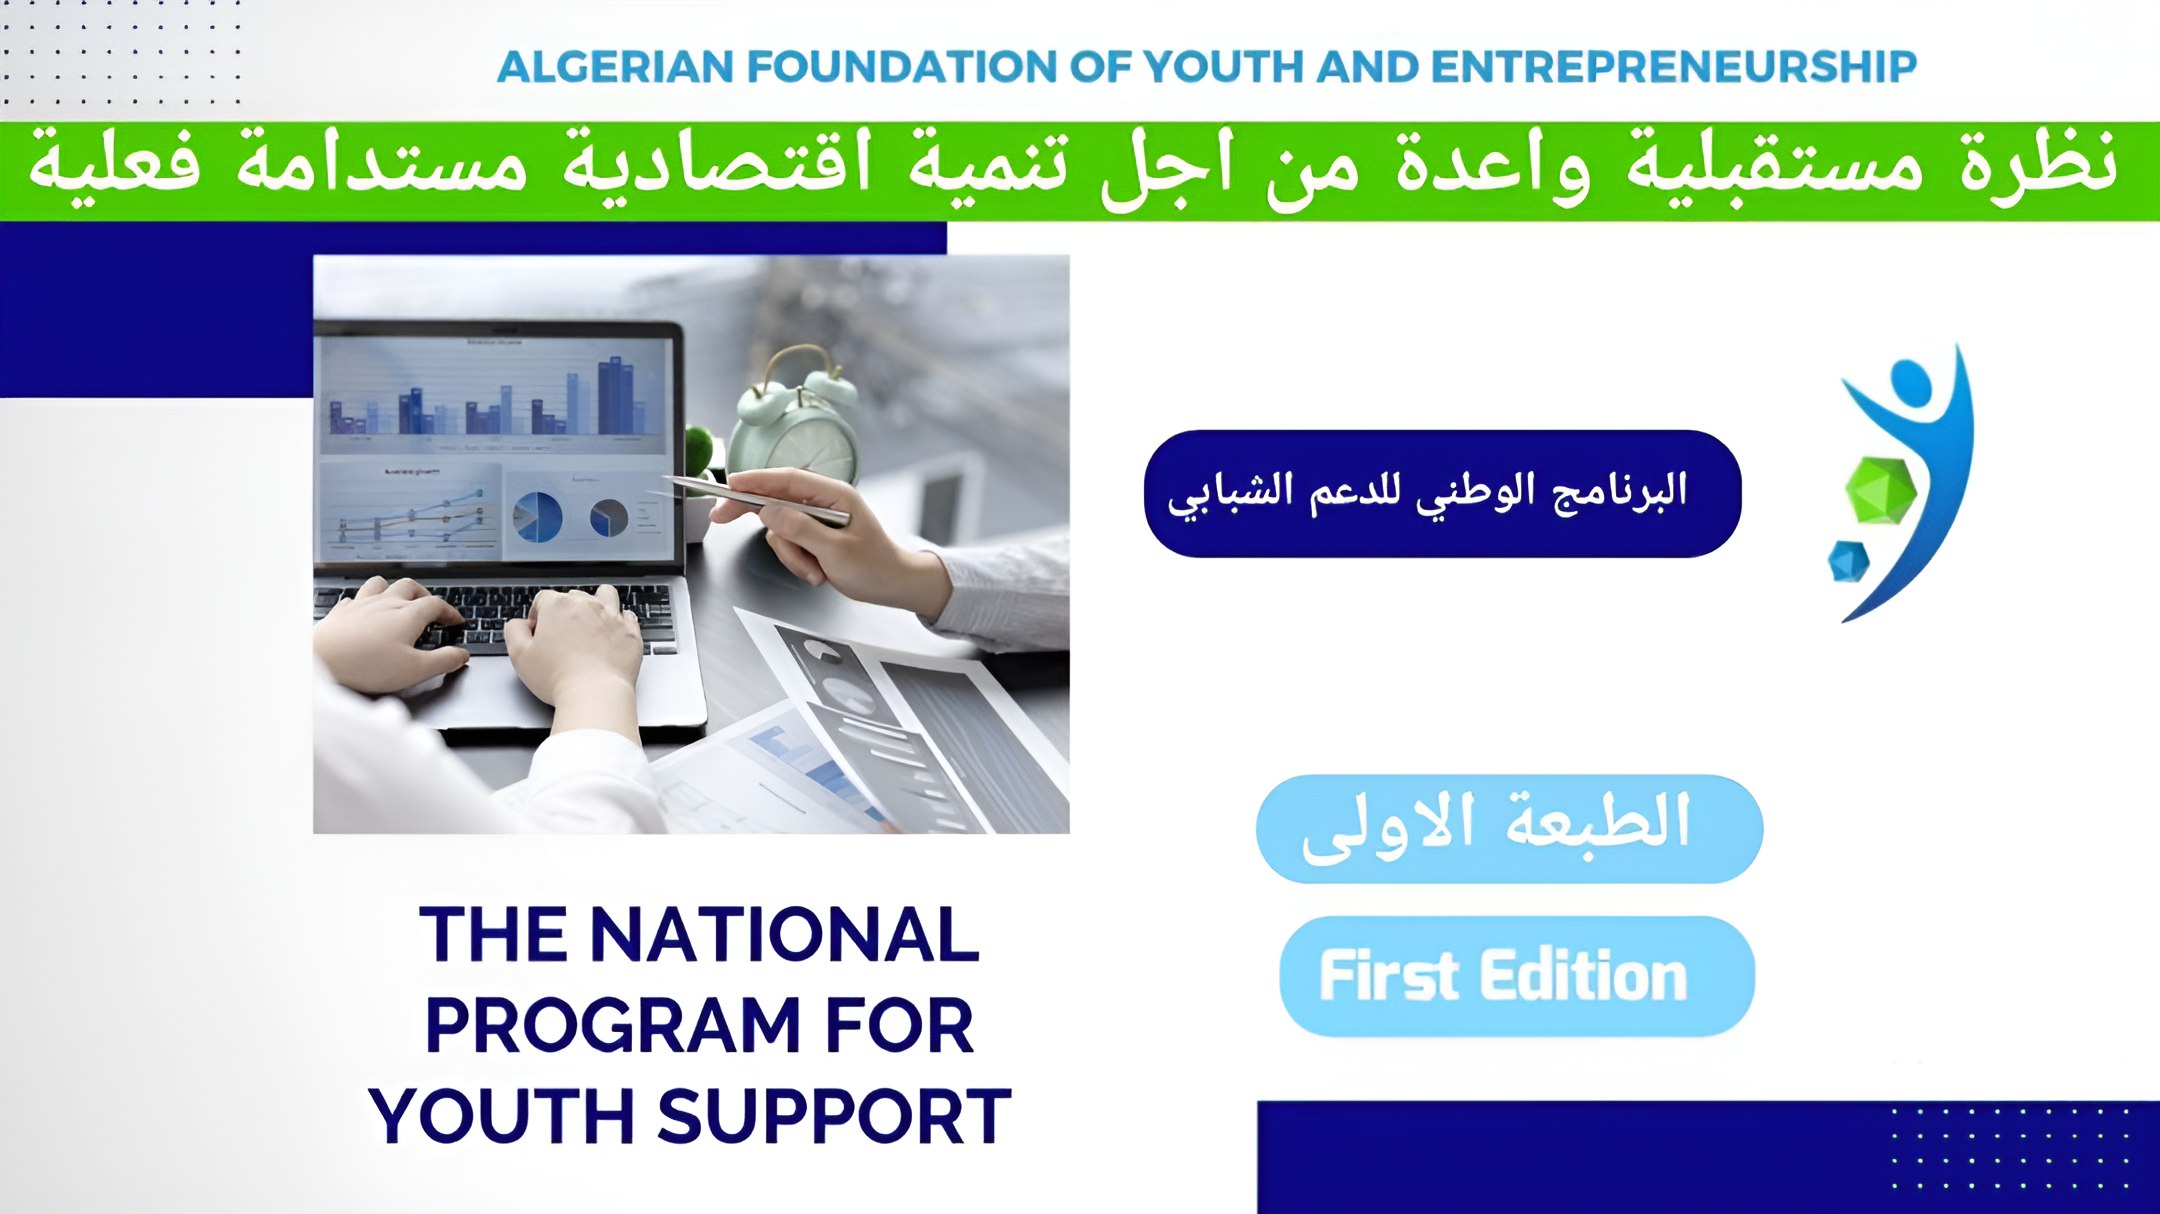 ALGERIAN FOUNDATION OF YOUTH AND ENTREPRENEURSHIP
نظرة مستقبلية واعدة من اجل تنمية اقتصادية مستدامة فعلية
البرنامج الوطني للدعم الشبابي
الطبعة الاولى
First Edition
THE NATIONAL
PROGRAM FOR
YOUTH SUPPORT